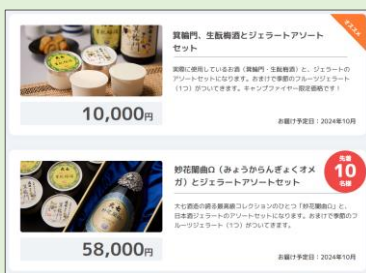 オススメ
箕輪門、生酛梅酒とジェラートアソート
セット
実際に使用しているお酒（箕輪門・生酛梅酒）と、ジェラートの
アソートセットになります。おまけで季節のフルーツジェラート
（1つ）がついてきます。キャンプファイヤー限定価格です！
10,000円
お届け予定日：2024年10月
先着
10
名様
妙花闌曲Ω（みょうからんぎょくオメ
ガ）とジェラートアソートセット
大七酒造の誇る最高級コレクションのひとつ「妙花闌曲Ω」と、
日本酒ジェラートのアソートセットになります。おまけで季節のフ
ルーツジェラート（1つ）がついてきます。
58,000円
お届け予定日：2024年10月